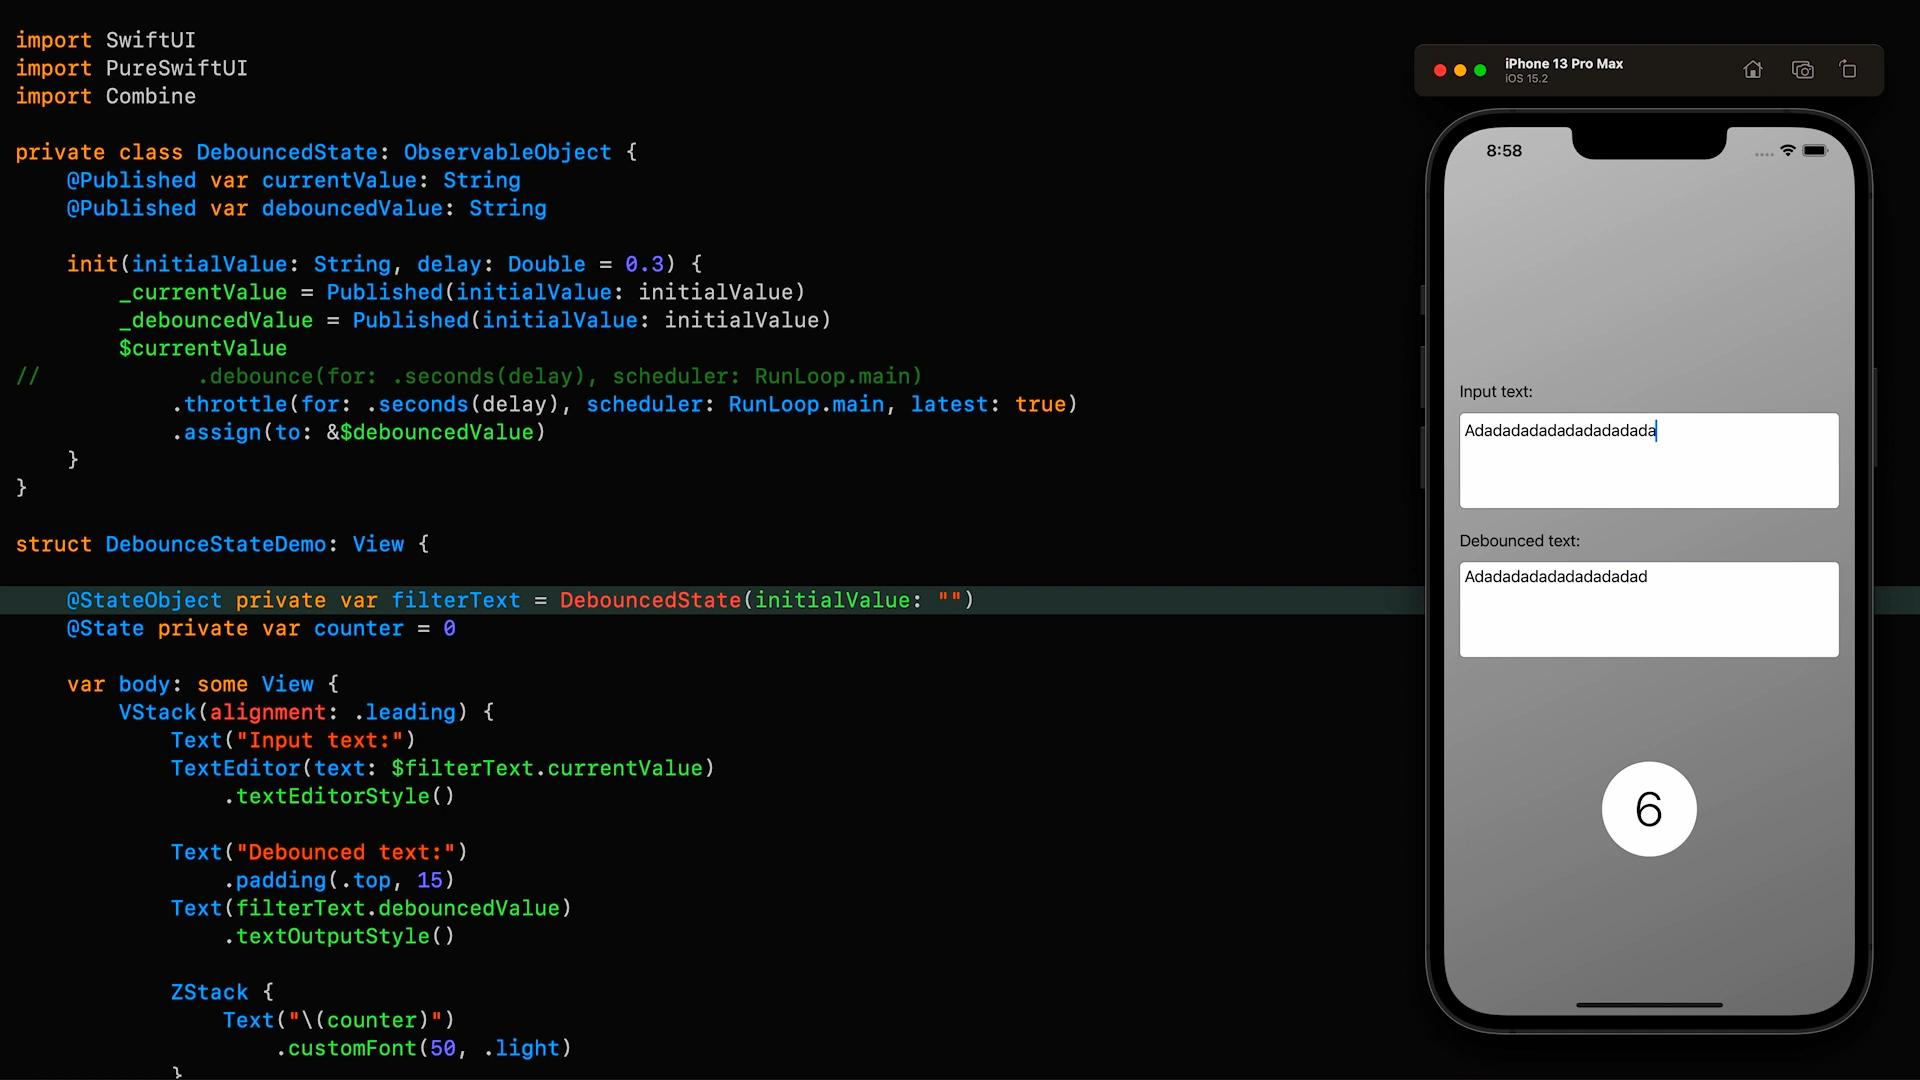 import SwiftUI
import PureSwiftUI
import Combine
private class DebouncedState: ObservableObject {
@Published var currentValue: String
@Published var debouncedValue: String
init(initialValue: String, delay: Double = 0.3) {
_currentValue = Published(initialValue: initialValue)
_debouncedValue = Published(initialValue: initialValue)
$currentValue
// .debounce(for: .seconds(delay), scheduler: RunLoop.main)
.throttle(for: .seconds(delay), scheduler: RunLoop.main, latest: true)
.assign(to: &$debouncedValue)
}
}
struct DebounceStateDemo: View {
@StateObject private var filterText = DebouncedState(initialValue: "")
@State private var counter = 0
var body: some View {
VStack(alignment: .leading) {
Text("Input text:")
TextEditor(text: $filterText.currentValue)
.textEditorStyle()
Text("Debounced text:")
.padding(.top, 15)
Text(filterText.debouncedValue)
.textOutputStyle()
ZStack {
Text("\(counter)")
.customFont(50, .light)
}
iPhone 13 Pro Max
iOS 15.2
8:58
Input text:
Adadadadadadadadadada
Debounced text:
Adadadadadadadadadad
6